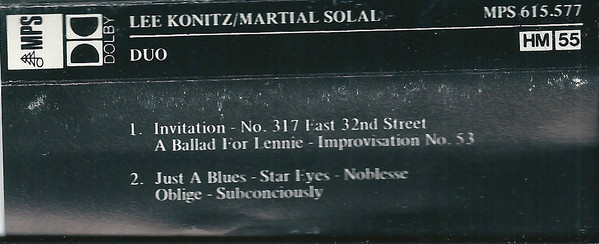 MPS
DOLBY
LEE KONITZ/MARTIAL SOLAL
MPS 615.577
DUO
HM 55
1. Invitation - No. 317 East 32nd Street
A Ballad For Lennie - Improvisation No. 53
2. Just A Blues - Star Eyes - Noblesse
Oblige - Subconciously